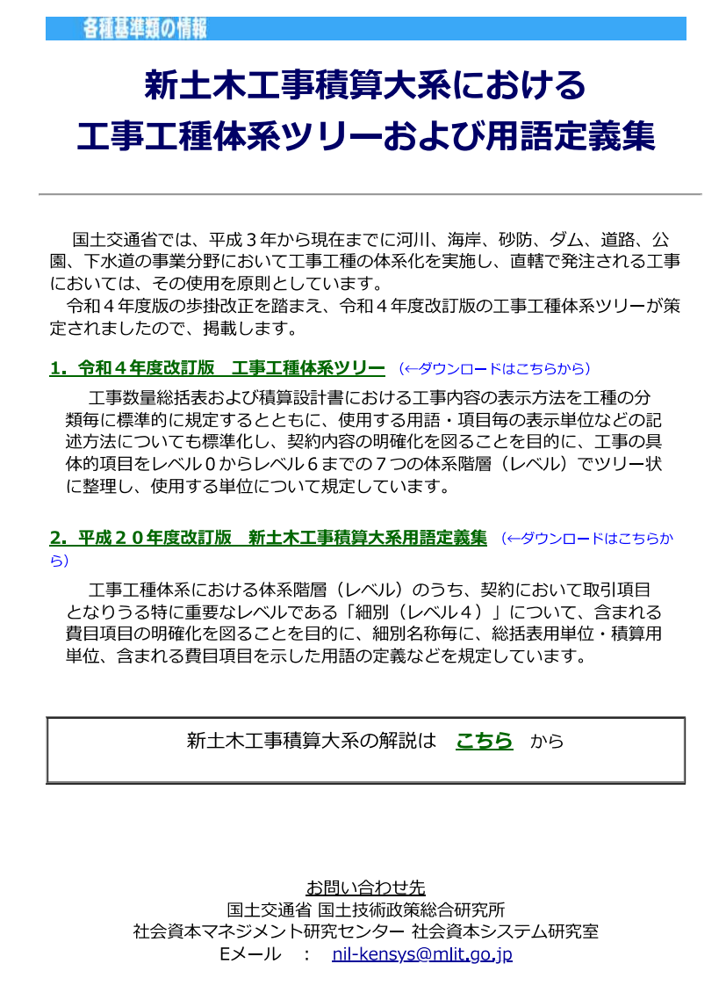 各種基準類の情報
新土木工事積算大系における
工事工種体系ツリーおよび用語定義集
国土交通省では、平成３年から現在までに河川、海岸、砂防、ダム、道路、公
園、下水道の事業分野において工事工種の体系化を実施し、直轄で発注される工事
においては、その使用を原則としています。
令和４年度版の歩掛改正を踏まえ、令和４年度改訂版の工事工種体系ツリーが策
定されましたので、掲載します。
1．令和４年度改訂版　工事工種体系ツリー （←ダウンロードはこちらから）
工事数量総括表および積算設計書における工事内容の表示方法を工種の分
類毎に標準的に規定するとともに、使用する用語・項目毎の表示単位などの記
述方法についても標準化し、契約内容の明確化を図ることを目的に、工事の具
体的項目をレベル０からレベル６までの７つの体系階層（レベル）でツリー状
に整理し、使用する単位について規定しています。
2．平成２０年度改訂版　新土木工事積算大系用語定義集 （←ダウンロードはこちらか
ら）
工事工種体系における体系階層（レベル）のうち、契約において取引項目
となりうる特に重要なレベルである「細別（レベル４）」について、含まれる
費目項目の明確化を図ることを目的に、細別名称毎に、総括表用単位・積算用
単位、含まれる費目項目を示した用語の定義などを規定しています。
新土木工事積算大系の解説は　こちら　から
お問い合わせ先
国土交通省 国土技術政策総合研究所
社会資本マネジメント研究センター 社会資本システム研究室
Eメール　：　nil-kensys@mlit.go.jp